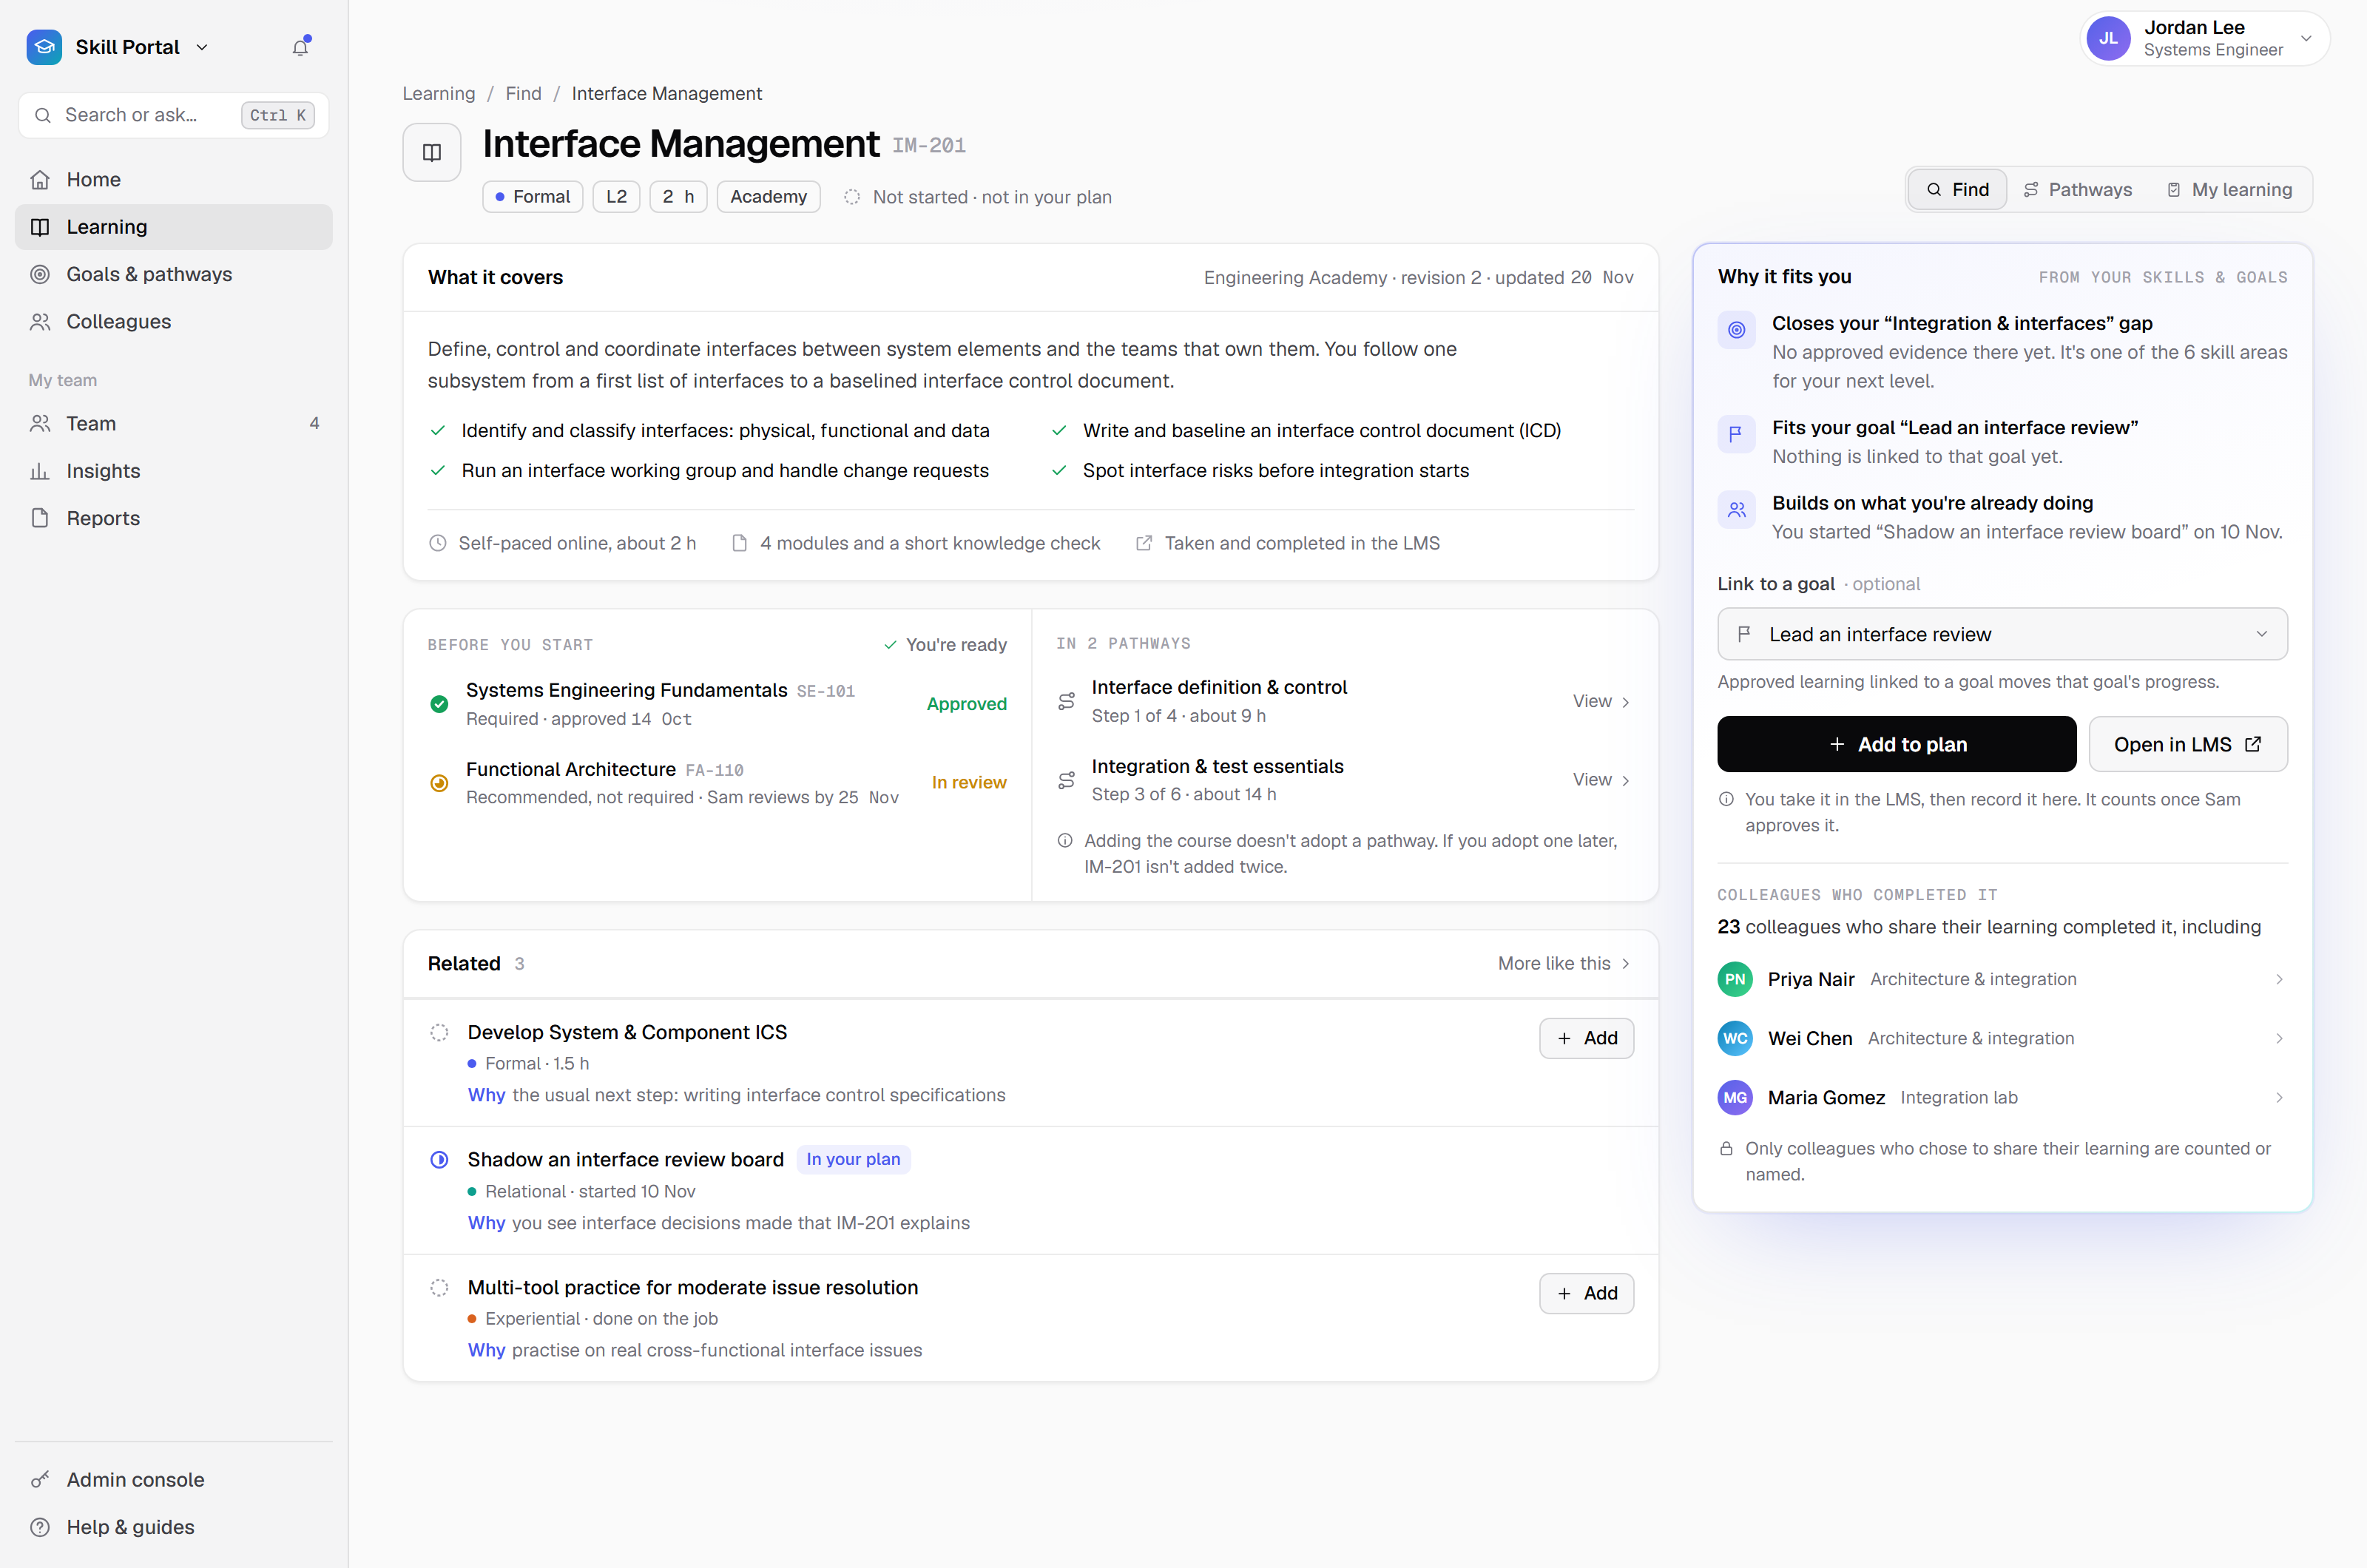 Skill Portal
Search or ask...
Ctrl K
Home
Learning
Goals & pathways
Colleagues
My team
Team 4
Insights
Reports
Admin console
Help & guides
JL
Jordan Lee
Systems Engineer
Learning / Find / Interface Management
Interface Management IM-201
Formal
L2
2 h
Academy
Not started · not in your plan
Find
Pathways
My learning
What it covers
Engineering Academy · revision 2 · updated 20 Nov
Define, control and coordinate interfaces between system elements and the teams that own them. You follow one
subsystem from a first list of interfaces to a baselined interface control document.
Identify and classify interfaces: physical, functional and data
Write and baseline an interface control document (ICD)
Run an interface working group and handle change requests
Spot interface risks before integration starts
Self-paced online, about 2 h
4 modules and a short knowledge check
Taken and completed in the LMS
BEFORE YOU START
You're ready
Systems Engineering Fundamentals SE-101
Required · approved 14 Oct
Approved
Functional Architecture FA-110
Recommended, not required · Sam reviews by 25 Nov
In review
IN 2 PATHWAYS
Interface definition & control
Step 1 of 4 · about 9 h
View
Integration & test essentials
Step 3 of 6 · about 14 h
View
Adding the course doesn't adopt a pathway. If you adopt one later,
IM-201 isn't added twice.
Related 3
More like this
Develop System & Component ICS
Formal · 1.5 h
Why the usual next step: writing interface control specifications
Add
Shadow an interface review board
In your plan
Relational · started 10 Nov
Why you see interface decisions made that IM-201 explains
Multi-tool practice for moderate issue resolution
Experiential · done on the job
Why practise on real cross-functional interface issues
Add
Why it fits you
FROM YOUR SKILLS & GOALS
Closes your “Integration & interfaces” gap
No approved evidence there yet. It's one of the 6 skill areas
for your next level.
Fits your goal “Lead an interface review”
Nothing is linked to that goal yet.
Builds on what you're already doing
You started “Shadow an interface review board” on 10 Nov.
Link to a goal · optional
Lead an interface review
Approved learning linked to a goal moves that goal's progress.
Add to plan
Open in LMS
You take it in the LMS, then record it here. It counts once Sam
approves it.
COLLEAGUES WHO COMPLETED IT
23 colleagues who share their learning completed it, including
PN Priya Nair Architecture & integration
WC Wei Chen Architecture & integration
MG Maria Gomez Integration lab
Only colleagues who chose to share their learning are counted or
named.